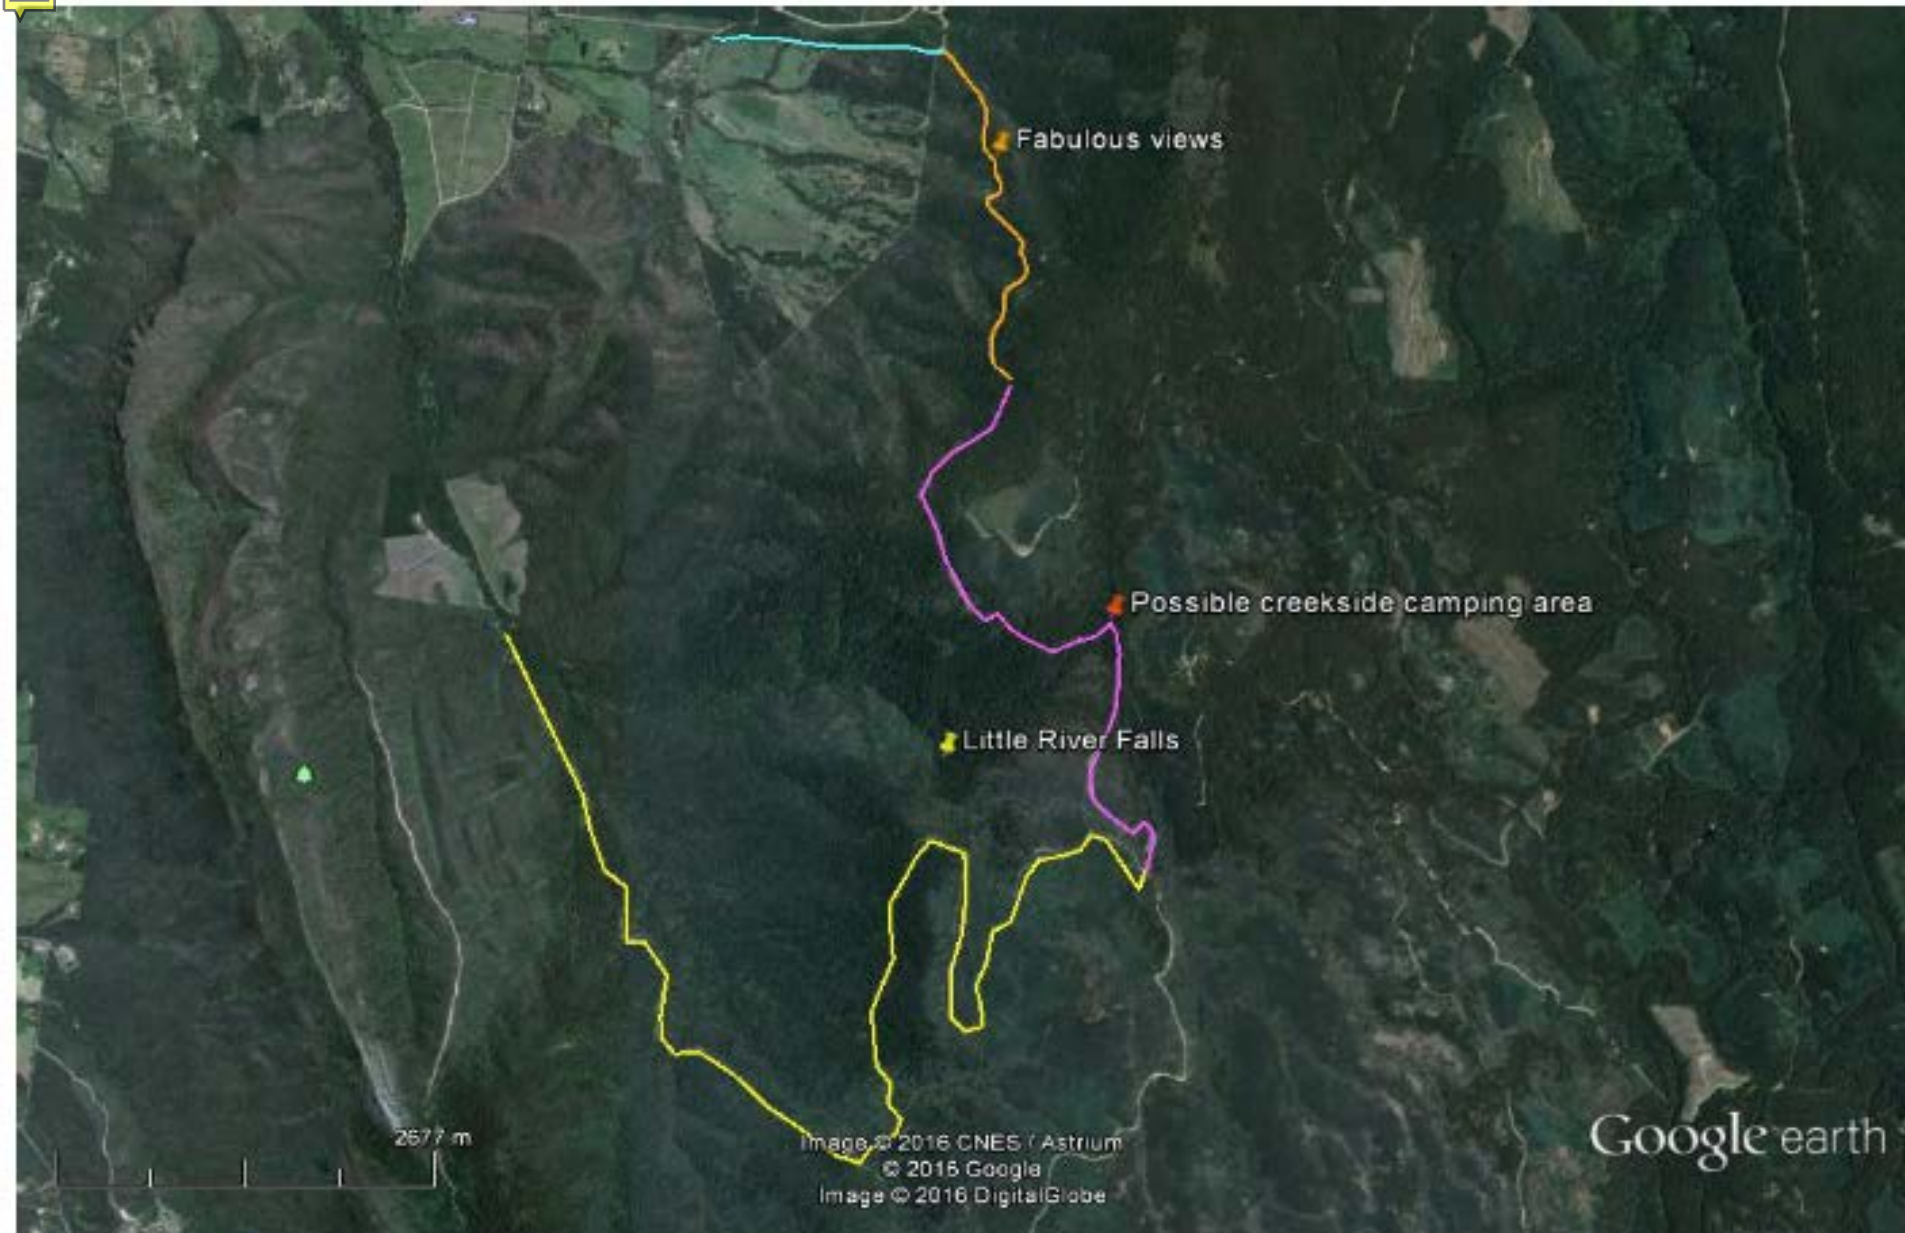 Fabulous views
Possible creekside camping area
Little River Falls
2677 m
Image © 2016 CNES / Astrium
© 2016 Google
Image © 2016 DigitalGlobe
Google earth